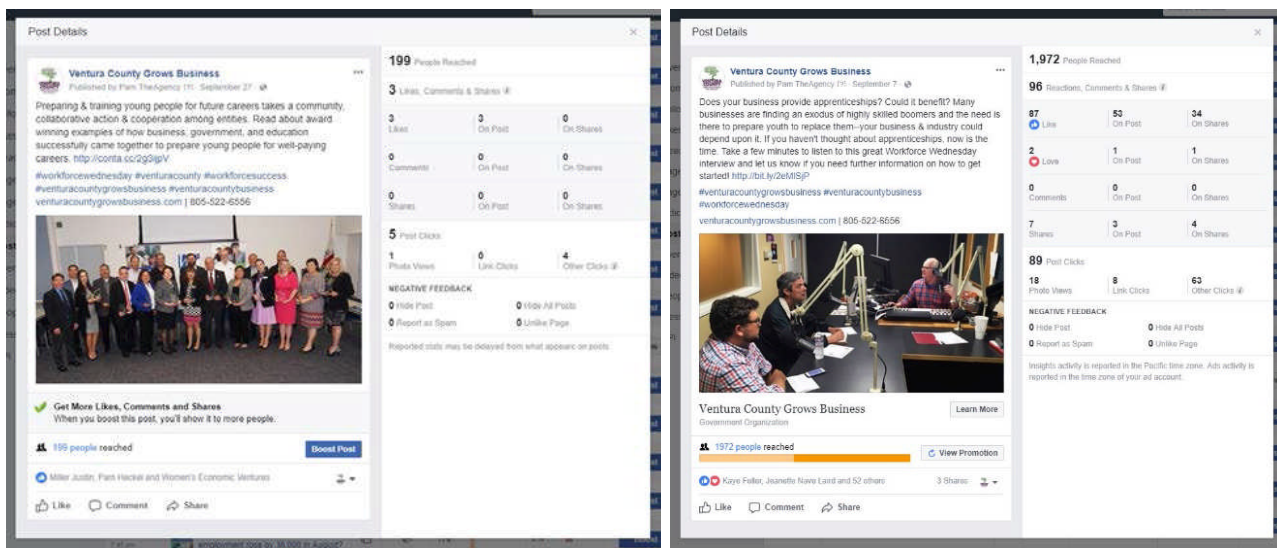 Post Details
Ventura County Grows Business
Published by Pam TheAgency · September 27 ·
Preparing & training young people for future careers takes a community,
collaborative action & cooperation among entities. Read about award
winning examples of how business, government, and education
successfully came together to prepare young people for well-paying
careers. http://conta.cc/2g3ijpV
#workforcewednesday #venturacounty #workforcesuccess
#venturacountygrowsbusiness #venturacountybusiness
venturacountygrowsbusiness.com | 805-522-6556
Get More Likes, Comments and Shares
When you boost this post, you'll show it to more people.
199 people reached
Boost Post
Miller Justin, Pam Heckel and Women's Economic Ventures
Like Comment Share
199 People Reached
3 Likes, Comments & Shares
3 3 0
Likes On Post On Shares
0 0 0
Comments On Post On Shares
0 0 0
Shares On Post On Shares
5 Post Clicks
1 0 4
Photo Views Link Clicks Other Clicks
NEGATIVE FEEDBACK
0 Hide Post 0 Hide All Posts
0 Report as Spam 0 Unlike Page
Reported stats may be delayed from what appears on posts
Post Details
Ventura County Grows Business
Published by Pam TheAgency · September 7 ·
Does your business provide apprenticeships? Could it benefit? Many
businesses are finding an exodus of highly skilled boomers and the need is
there to prepare youth to replace them--your business & industry could
depend upon it. If you haven't thought about apprenticeships, now is the
time. Take a few minutes to listen to this great Workforce Wednesday
interview and let us know if you need further information on how to get
started! http://bit.ly/2eMlSjP
#venturacountygrowsbusiness #venturacountybusiness
#workforcewednesday
venturacountygrowsbusiness.com | 805-522-6556
Ventura County Grows Business
Government Organization
Learn More
1972 people reached
View Promotion
Kaye Feller, Jeanette Nave Laird and 52 others 3 Shares
Like Comment Share
1,972 People Reached
96 Reactions, Comments & Shares
87 53 34
Like On Post On Shares
2 1 1
Love On Post On Shares
0 0 0
Comments On Post On Shares
7 3 4
Shares On Post On Shares
89 Post Clicks
18 8 63
Photo Views Link Clicks Other Clicks
NEGATIVE FEEDBACK
0 Hide Post 0 Hide All Posts
0 Report as Spam 0 Unlike Page
Insights activity is reported in the Pacific time zone. Ads activity is
reported in the time zone of your ad account.